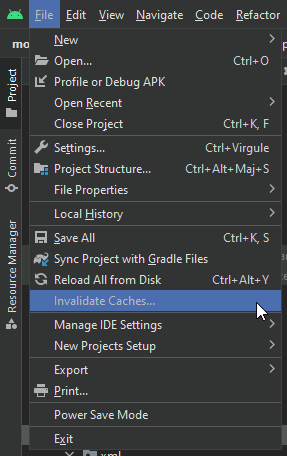 File Edit View Navigate Code Refactor
mo
New
Open... Ctrl+O
Profile or Debug APK
Open Recent
Close Project Ctrl+K, F
Settings... Ctrl+Virgule
Project Structure... Ctrl+Alt+Maj+S
File Properties
Local History
Save All Ctrl+K, S
Sync Project with Gradle Files
Reload All from Disk Ctrl+Alt+Y
Invalidate Caches...
Manage IDE Settings
New Projects Setup
Export
Print...
Power Save Mode
Exit
Project
Commit
Resource Manager
xml